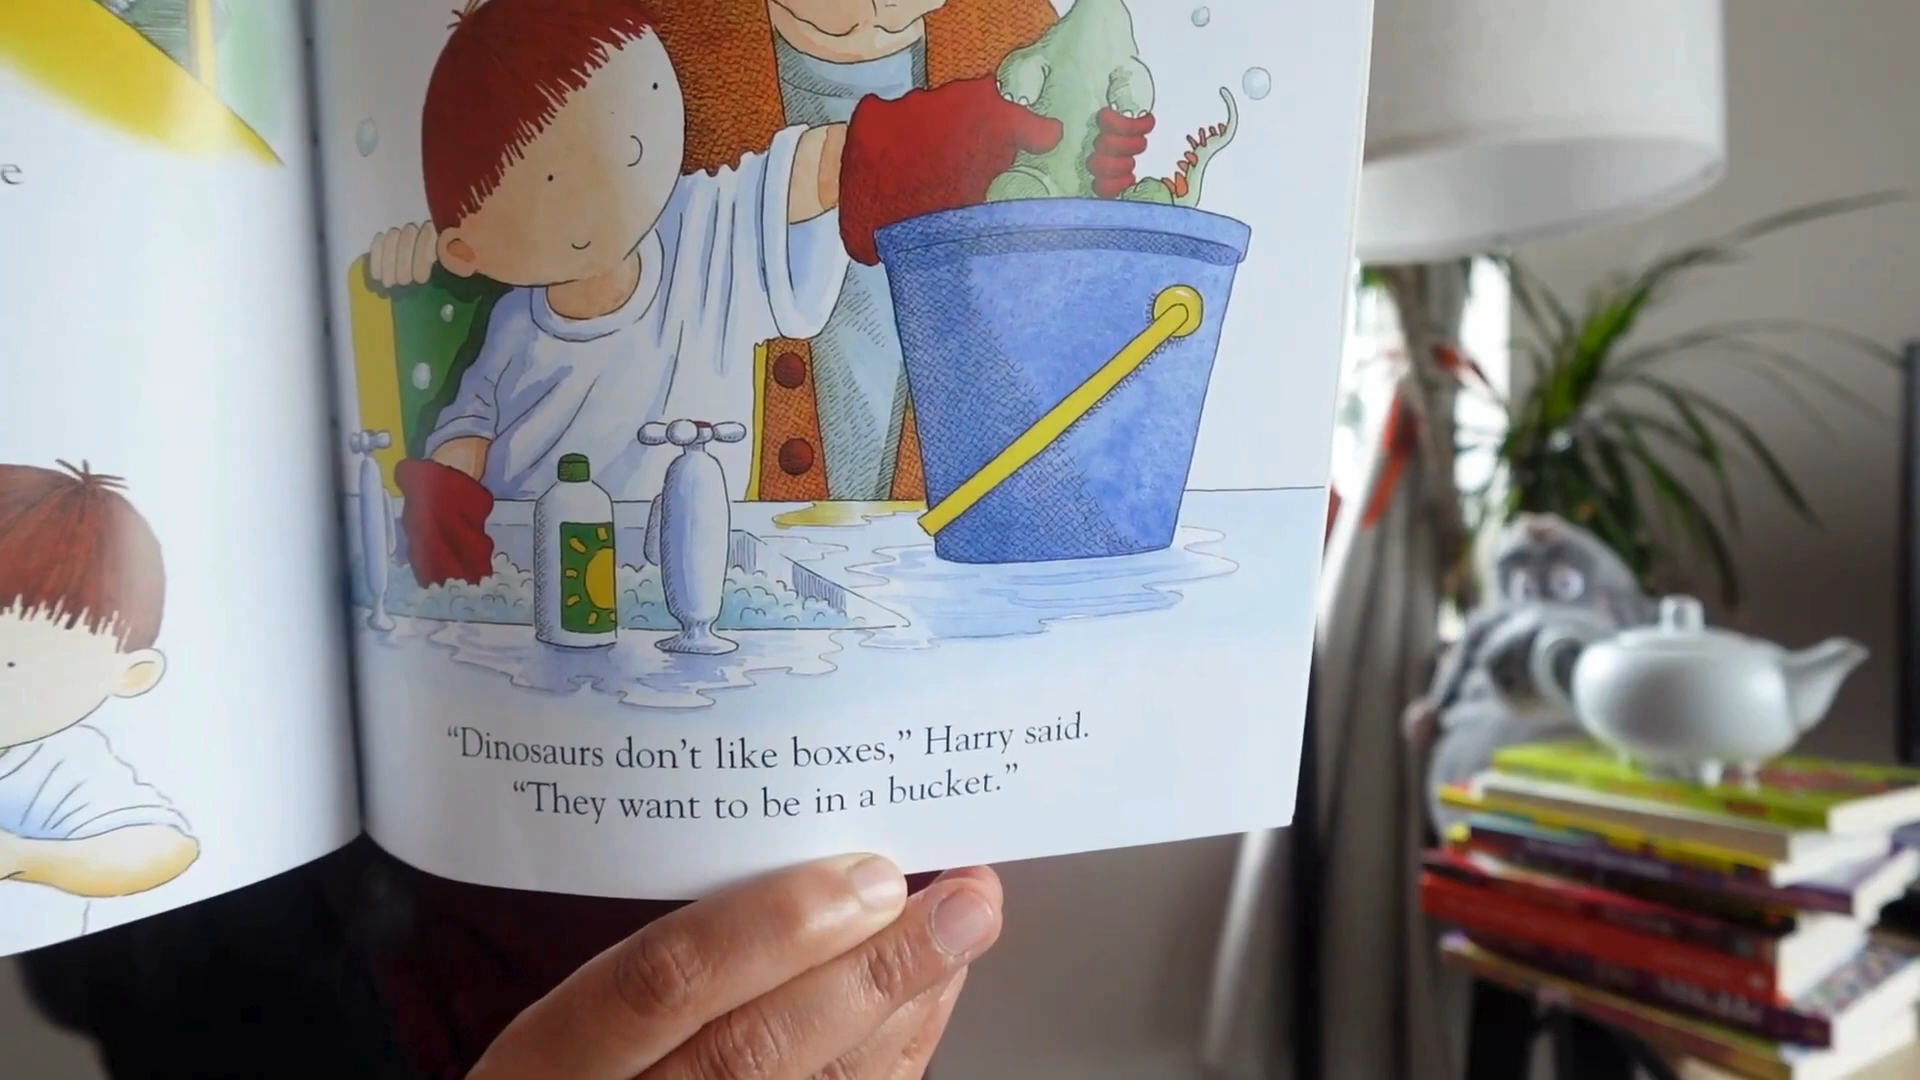 e
“Dinosaurs don’t like boxes,” Harry said.
“They want to be in a bucket.”